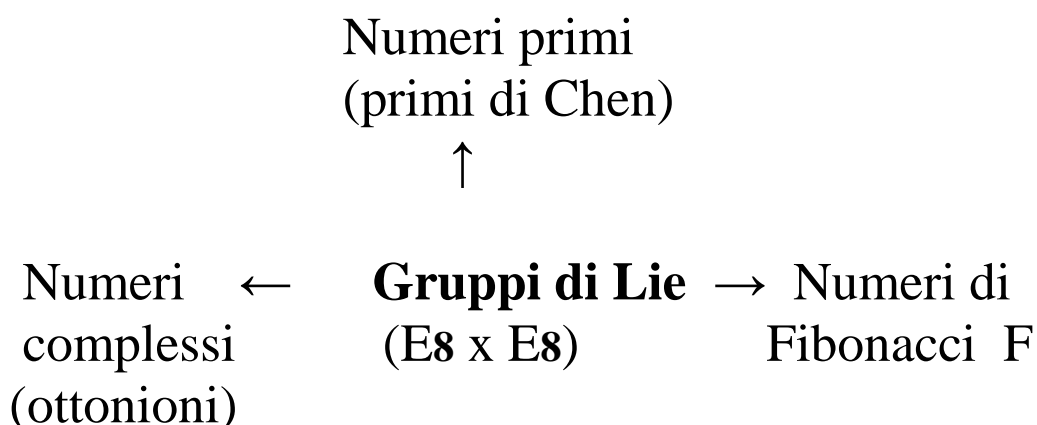 Numeri primi
(primi di Chen)
↑
Numeri ← Gruppi di Lie → Numeri di
complessi (E8 x E8) Fibonacci F
(ottonioni)